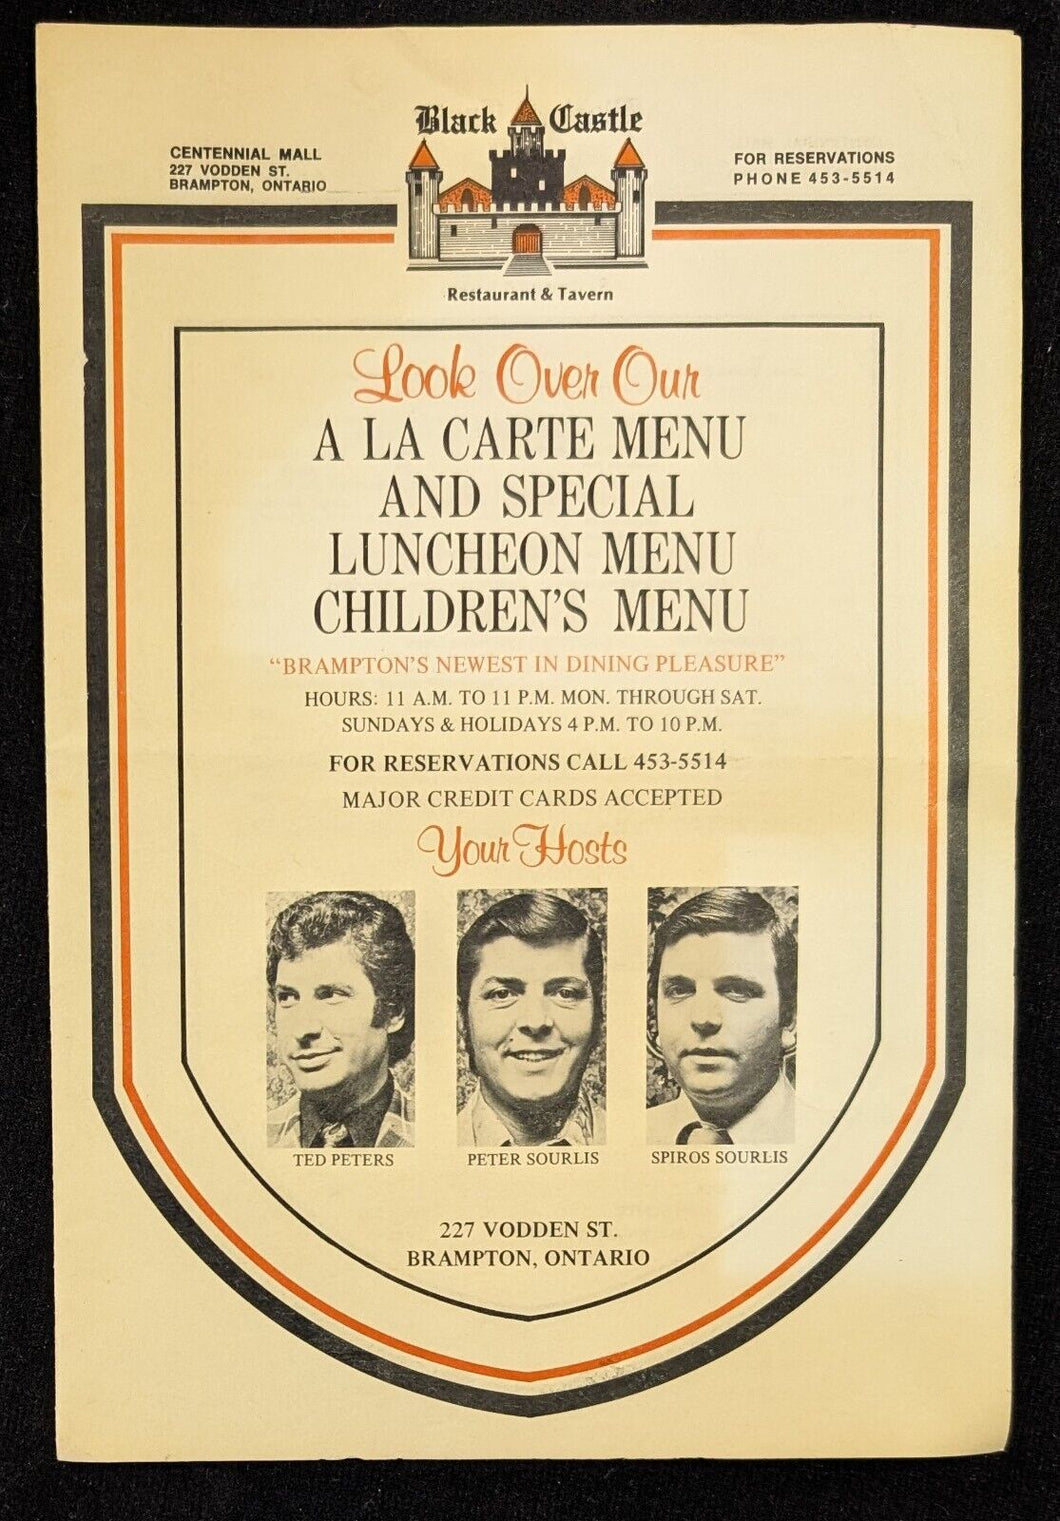 Black Castle
CENTENNIAL MALL
227 VODDEN ST.
BRAMPTON, ONTARIO
FOR RESERVATIONS
PHONE 453-5514
Restaurant & Tavern
Look Over Our
A LA CARTE MENU
AND SPECIAL
LUNCHEON MENU
CHILDREN'S MENU
“BRAMPTON'S NEWEST IN DINING PLEASURE”
HOURS: 11 A.M. TO 11 P.M. MON. THROUGH SAT.
SUNDAYS & HOLIDAYS 4 P.M. TO 10 P.M.
FOR RESERVATIONS CALL 453-5514
MAJOR CREDIT CARDS ACCEPTED
Your Hosts
TED PETERS
PETER SOURLIS
SPIROS SOURLIS
227 VODDEN ST.
BRAMPTON, ONTARIO